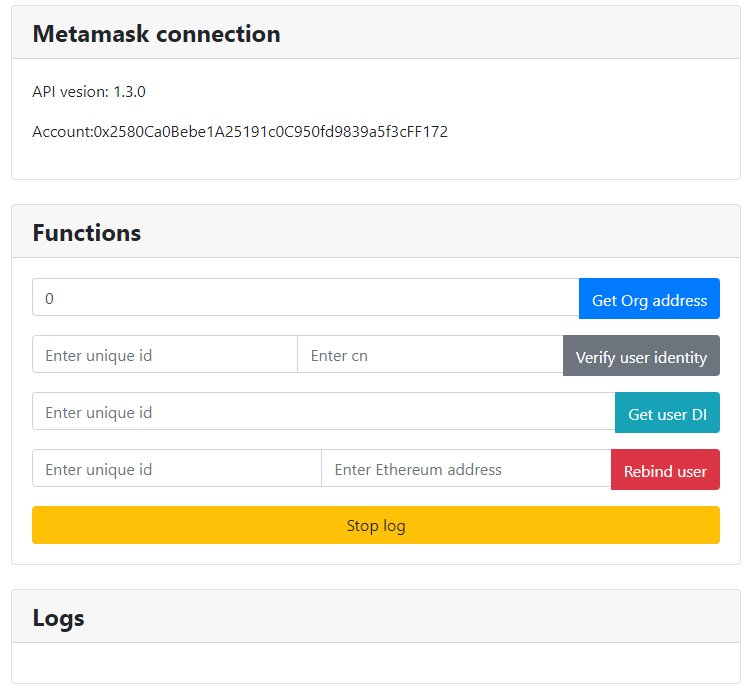 Metamask connection
API vesion: 1.3.0
Account:0x2580Ca0Bebe1A25191c0C950fd9839a5f3cFF172
Functions
0 Get Org address
Enter unique id Enter cn Verify user identity
Enter unique id Get user DI
Enter unique id Enter Ethereum address Rebind user
Stop log
Logs